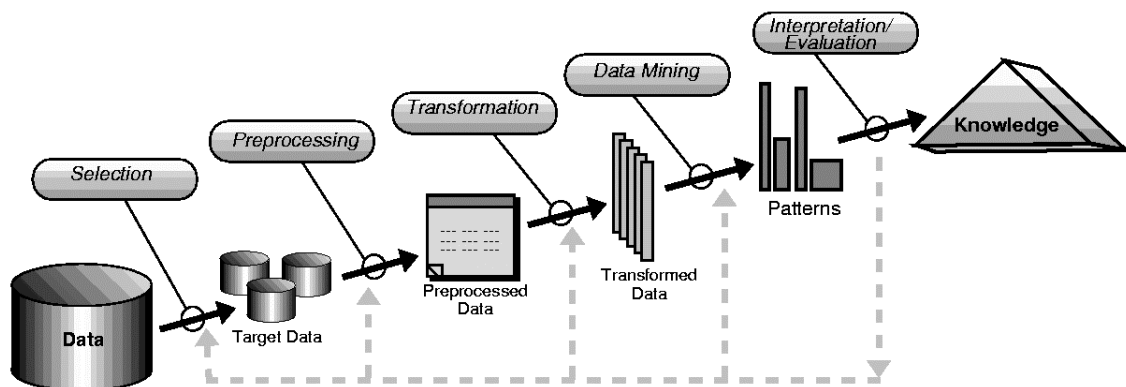 Interpretation/
Evaluation
Data Mining
Transformation
Preprocessing
Selection
Knowledge
Patterns
Transformed
Data
Preprocessed
Data
Target Data
Data